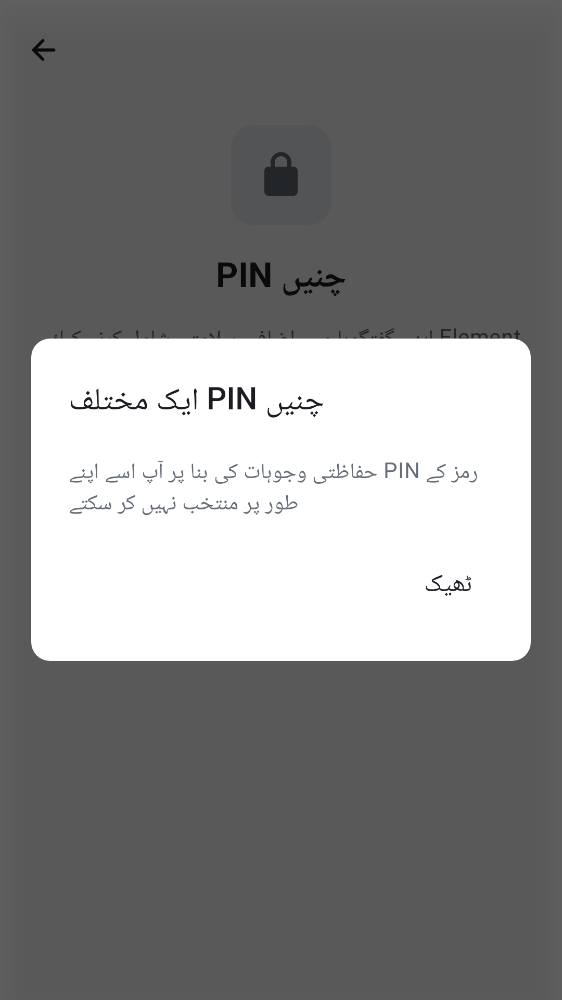 PIN چنیں
Element
ایک مختلف PIN چنیں
حفاظتی وجوہات کی بنا پر آپ اسے اپنے PIN رمز کے
طور پر منتخب نہیں کر سکتے
ٹھیک